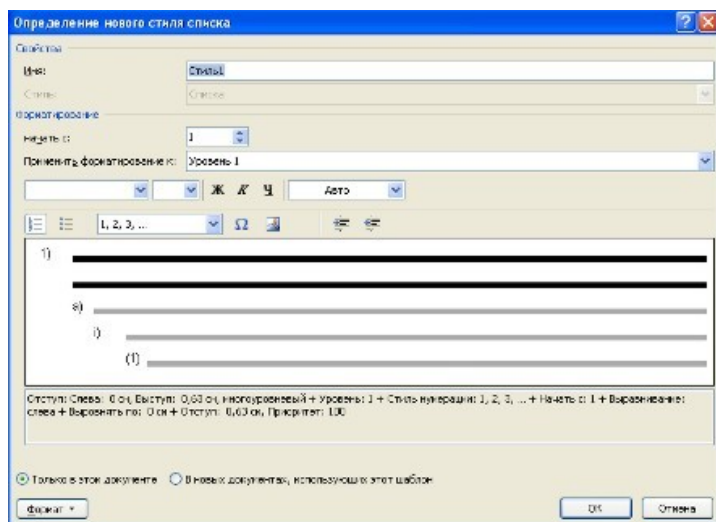 Определение нового стиля списка
Свойства
Имя: Стиль1
Стиль: Списка
Форматирование
начать с: 1
Применить форматирование к: Уровень 1
Ж К Ч Авто
1, 2, 3, ... Ω
1)
a)
i)
(1)
Отступ: Слева: 0 см, Выступ: 0,63 см, многоуровневый + Уровень: 1 + Стиль нумерации: 1, 2, 3, ... + Начать с: 1 + Выравнивание:
слева + Выровнять по: 0 см + Отступ: 0,63 см, Приоритет: 100
Только в этом документе В новых документах, использующих этот шаблон
Формат ОК Отмена